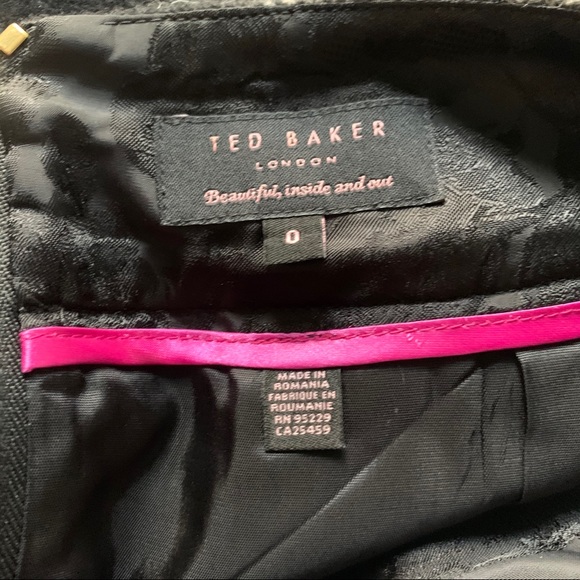 TED BAKER
LONDON
Beautiful, inside and out
0
MADE IN
ROMANIA
FABRIQUE EN
ROUMANIE
RN 95229
CA25459